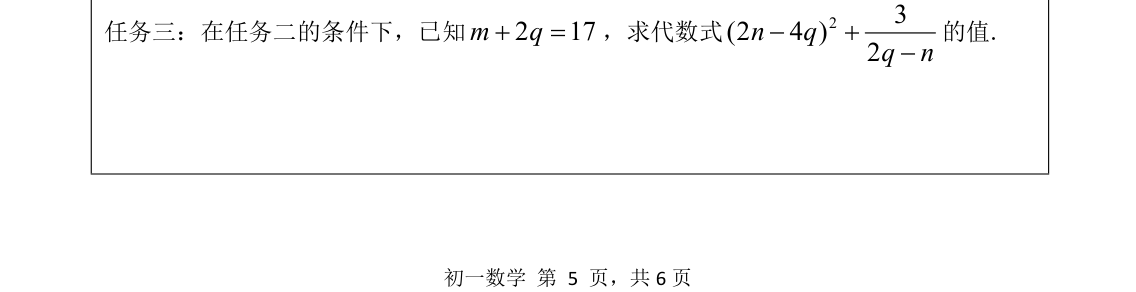 任务三：在任务二的条件下，已知 m + 2q = 17，求代数式 (2n − 4q)² + 3/(2q − n) 的值.
初一数学 第 5 页，共 6 页